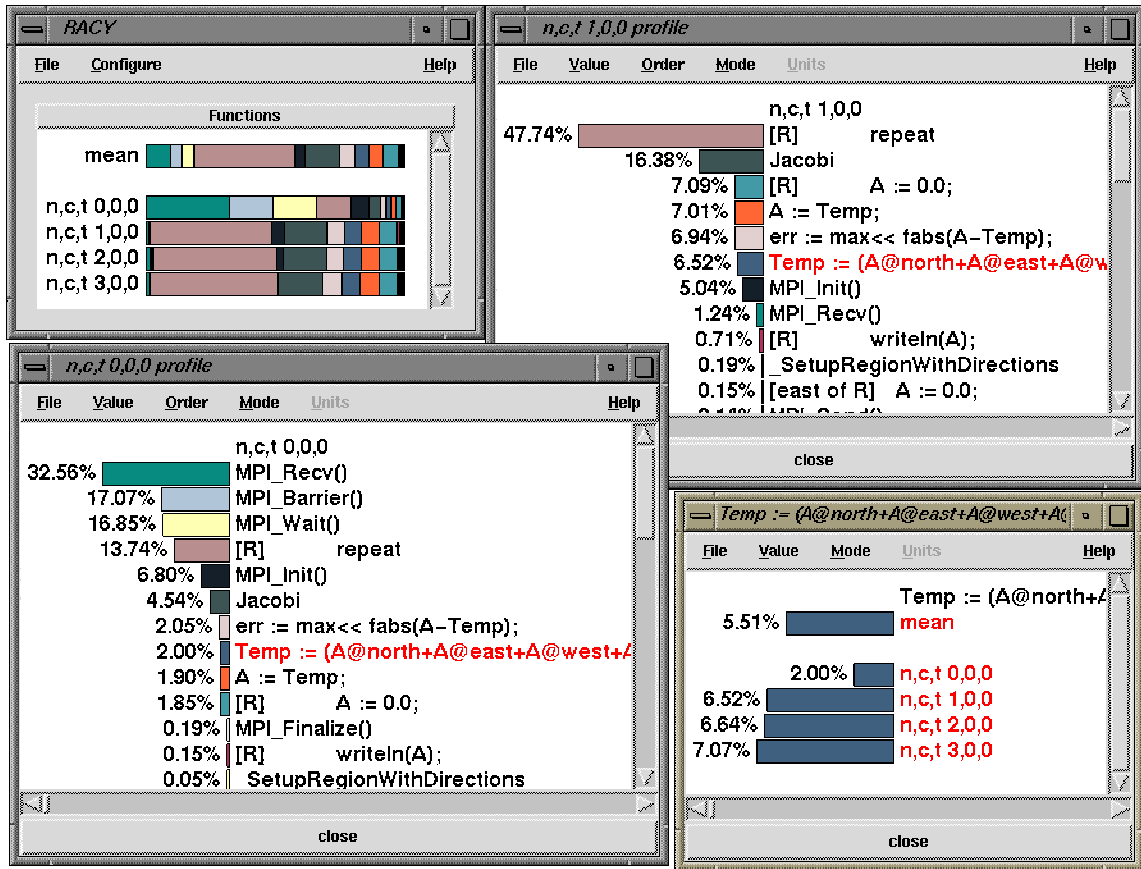 RACY
File Configure Help
Functions
mean
n,c,t 0,0,0
n,c,t 1,0,0
n,c,t 2,0,0
n,c,t 3,0,0
n,c,t 1,0,0 profile
File Value Order Mode Units Help
n,c,t 1,0,0
47.74% [R] repeat
16.38% Jacobi
7.09% [R] A := 0.0;
7.01% A := Temp;
6.94% err := max<< fabs(A-Temp);
6.52% Temp := (A@north+A@east+A@w
5.04% MPI_Init()
1.24% MPI_Recv()
0.71% [R] writeln(A);
0.19% _SetupRegionWithDirections
0.15% [east of R] A := 0.0;
close
n,c,t 0,0,0 profile
File Value Order Mode Units Help
n,c,t 0,0,0
32.56% MPI_Recv()
17.07% MPI_Barrier()
16.85% MPI_Wait()
13.74% [R] repeat
6.80% MPI_Init()
4.54% Jacobi
2.05% err := max<< fabs(A-Temp);
2.00% Temp := (A@north+A@east+A@west+A
1.90% A := Temp;
1.85% [R] A := 0.0;
0.19% MPI_Finalize()
0.15% [R] writeln(A);
0.05% _SetupRegionWithDirections
close
Temp := (A@north+A@east+A@west+A@
File Value Mode Units Help
Temp := (A@north+A
5.51% mean
2.00% n,c,t 0,0,0
6.52% n,c,t 1,0,0
6.64% n,c,t 2,0,0
7.07% n,c,t 3,0,0
close